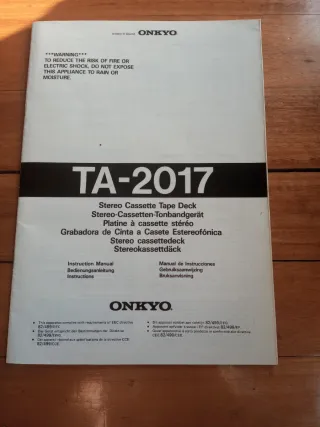 ONKYO
***WARNING***
TO REDUCE THE RISK OF FIRE OR
ELECTRIC SHOCK, DO NOT EXPOSE
THIS APPLIANCE TO RAIN OR
MOISTURE.
TA-2017
Stereo Cassette Tape Deck
Stereo-Cassetten-Tonbandgerät
Platine à cassette stéréo
Grabadora de Cinta a Casete Estereofónica
Stereo cassettedeck
Stereokassettdäck
Instruction Manual
Bedienungsanleitung
Instructions
Manual de Instrucciones
Gebruiksaanwijzing
Bruksanvisning
ONKYO